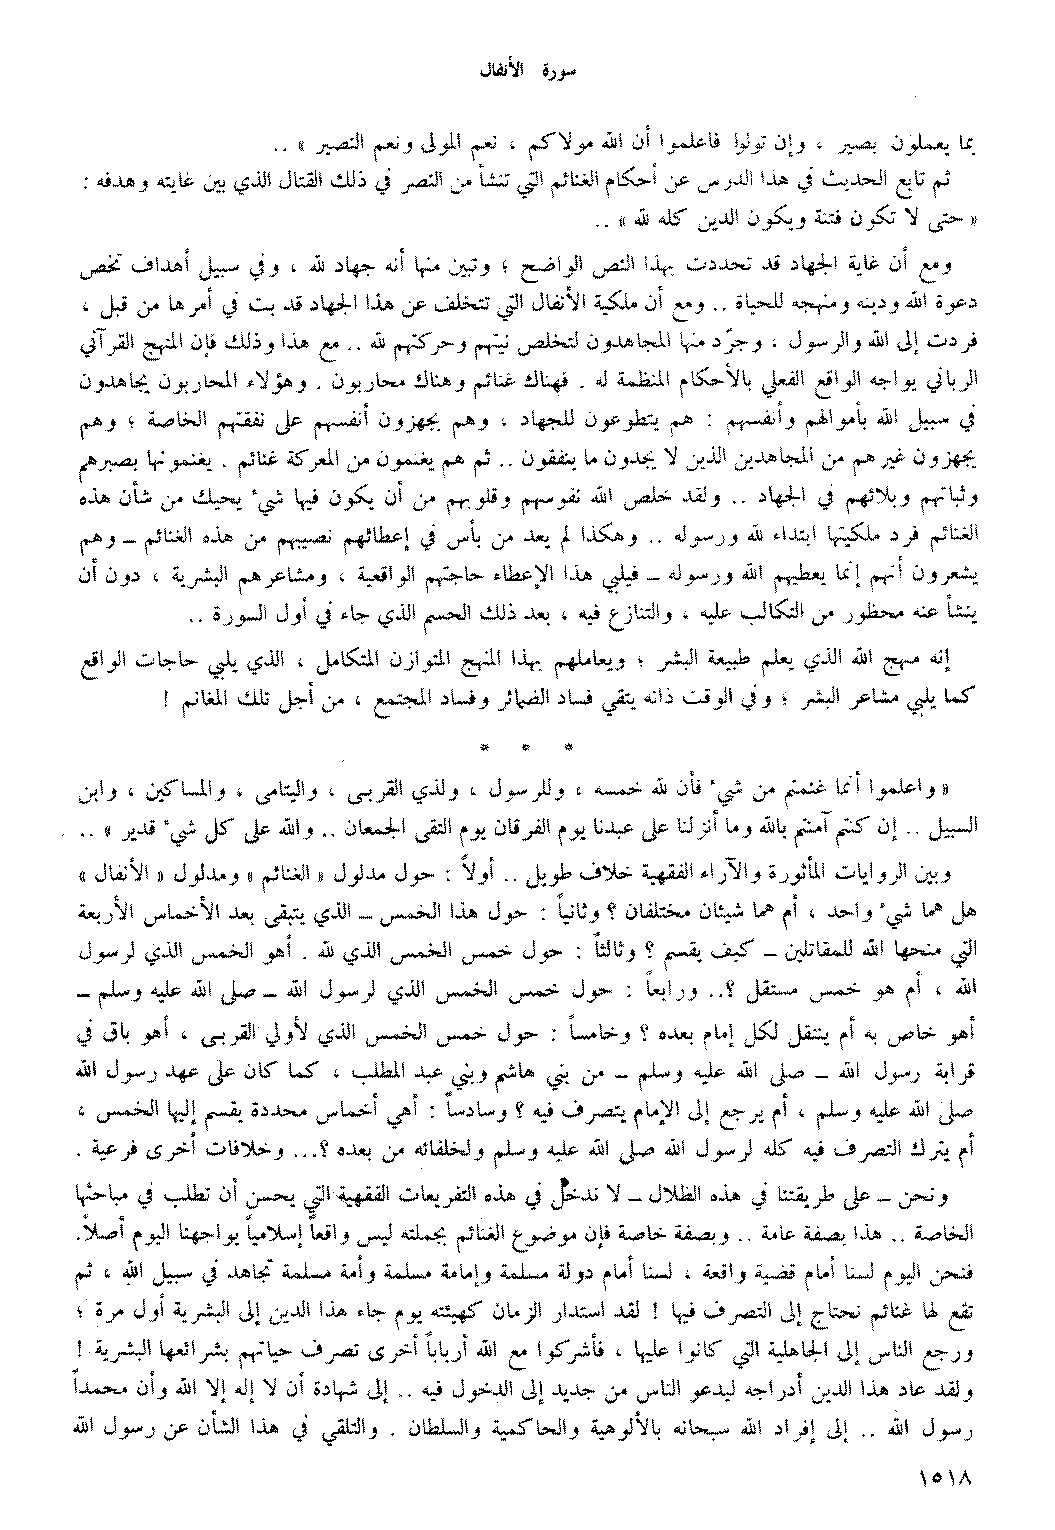 سورة الأنفال
بما يعملون بصير ، وإن تولوا فاعلموا أن الله مولاكم ، نعم المولى ونعم النصير » ..
ثم تابع الحديث في هذا الدرس عن أحكام الغنائم التي تنشأ من النصر في ذلك القتال الذي بين غايته وهدفه :
« حتى لا تكون فتنة ويكون الدين كله لله » ..
ومع أن غاية الجهاد قد تحددت بهذا النص الواضح ؛ وتبين منها أنه جهاد لله ، وفي سبيل أهداف تخص
دعوة الله ودينه ومنهجه للحياة .. ومع أن ملكية الأنفال التي تتخلف عن هذا الجهاد قد بت في أمرها من قبل ،
فردت إلى الله والرسول ، وجرّد منها المجاهدون لتخلص نيتهم وحركتهم لله .. مع هذا وذلك فإن المنهج القرآني
الرباني يواجه الواقع الفعلي بالأحكام المنظمة له . فهناك غنائم وهناك محاربون . وهؤلاء المحاربون يجاهدون
في سبيل الله بأموالهم وأنفسهم : هم يتطوعون للجهاد ، وهم يجهزون أنفسهم على نفقتهم الخاصة ؛ وهم
يجهزون غيرهم من المجاهدين الذين لا يجدون ما ينفقون .. ثم هم يغنمون من المعركة غنائم . يغنمونها بصبرهم
وثباتهم وبلائهم في الجهاد .. ولقد خلص الله نفوسهم وقلوبهم من أن يكون فيها شيء يحيك من شأن هذه
الغنائم فرد ملكيتها ابتداء لله ورسوله .. وهكذا لم يعد من بأس في إعطائهم نصيبهم من هذه الغنائم – وهم
يشعرون أنهم إنما يعطيهم الله ورسوله – فيلبي هذا الإعطاء حاجتهم الواقعية ، ومشاعرهم البشرية ، دون أن
ينشأ عنه محظور من التكالب عليه ، والتنازع فيه ، بعد ذلك الحسم الذي جاء في أول السورة ..
إنه منهج الله الذي يعلم طبيعة البشر ؛ ويعاملهم بهذا المنهج المتوازن المتكامل ، الذي يلبي حاجات الواقع
كما يلبي مشاعر البشر ؛ وفي الوقت ذاته يتقي فساد الضمائر وفساد المجتمع ، من أجل تلك المغانم !
* * *
« واعلموا أنما غنمتم من شيء فأن لله خمسه ، وللرسول ، ولذي القربى ، واليتامى ، والمساكين ، وابن
السبيل .. إن كنتم آمنتم بالله وما أنزلنا على عبدنا يوم الفرقان يوم التقى الجمعان .. والله على كل شيء قدير » ..
وبين الروايات المأثورة والآراء الفقهية خلاف طويل .. أولاً : حول مدلول « الغنائم » ومدلول « الأنفال »
هل هما شيء واحد ، أم هما شيئان مختلفان ؟ وثانياً : حول هذا الخمس – الذي يتبقى بعد الأخماس الأربعة
التي منحها الله للمقاتلين – كيف يقسم ؟ وثالثاً : حول خمس الخمس الذي لله . أهو الخمس الذي لرسول
الله ، أم هو خمس مستقل ؟.. ورابعاً : حول خمس الخمس الذي لرسول الله – صلى الله عليه وسلم –
أهو خاص به أم ينتقل لكل إمام بعده ؟ وخامساً : حول خمس الخمس الذي لأولي القربى ، أهو باق في
قرابة رسول الله – صلى الله عليه وسلم – من بني هاشم وبني عبد المطلب ، كما كان على عهد رسول الله
صلى الله عليه وسلم ، أم يرجع إلى الإمام يتصرف فيه ؟ وسادساً : أهي أخماس محددة يقسم إليها الخمس ،
أم يترك التصرف فيه كله لرسول الله صلى الله عليه وسلم ولخلفائه من بعده ؟... وخلافات أخرى فرعية .
ونحن – على طريقتنا في هذه الظلال – لا ندخل في هذه التفريعات الفقهية التي يحسن أن تطلب في مباحثها
الخاصة .. هذا بصفة عامة .. وبصفة خاصة فإن موضوع الغنائم بجملته ليس واقعاً إسلامياً يواجهنا اليوم أصلاً.
فنحن اليوم لسنا أمام قضية واقعة ، لسنا أمام دولة مسلمة وإمامة مسلمة وأمة مسلمة تجاهد في سبيل الله ، ثم
تقع لها غنائم تحتاج إلى التصرف فيها ! لقد استدار الزمان كهيئته يوم جاء هذا الدين إلى البشرية أول مرة ؛
ورجع الناس إلى الجاهلية التي كانوا عليها ، فأشركوا مع الله أرباباً أخرى تصرف حياتهم بشرائعها البشرية !
ولقد عاد هذا الدين أدراجه ليدعو الناس من جديد إلى الدخول فيه .. إلى شهادة أن لا إله إلا الله وأن محمداً
رسول الله .. إلى إفراد الله سبحانه بالألوهية والحاكمية والسلطان . والتلقي في هذا الشأن عن رسول الله
١٥١٨